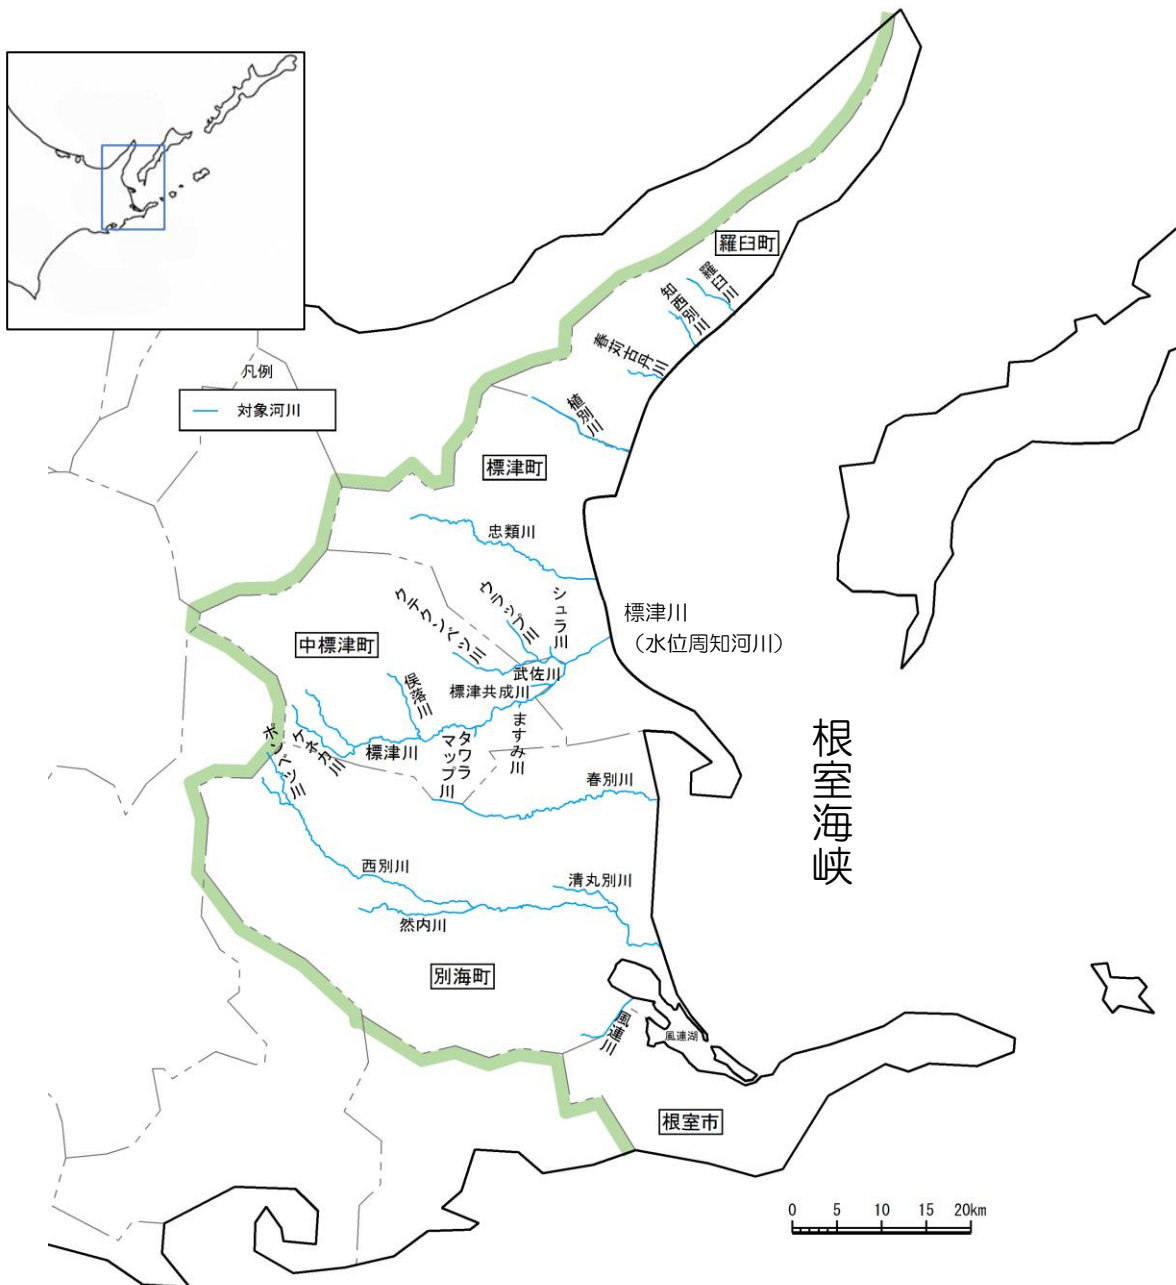 羅臼町
羅臼川
知西別川
春苅古丹川
凡例
対象河川
植別川
標津町
忠類川
クテクンベツ川
ウラップ川
シュラ川
標津川
(水位周知河川)
中標津町
武佐川
標津共成川
俣落川
ますみ川
ポンベツ川
ケネカ川
標津川
タワラ
マップ川
春別川
根室海峡
西別川
清丸別川
然内川
別海町
風連川
風連湖
根室市
0 5 10 15 20km